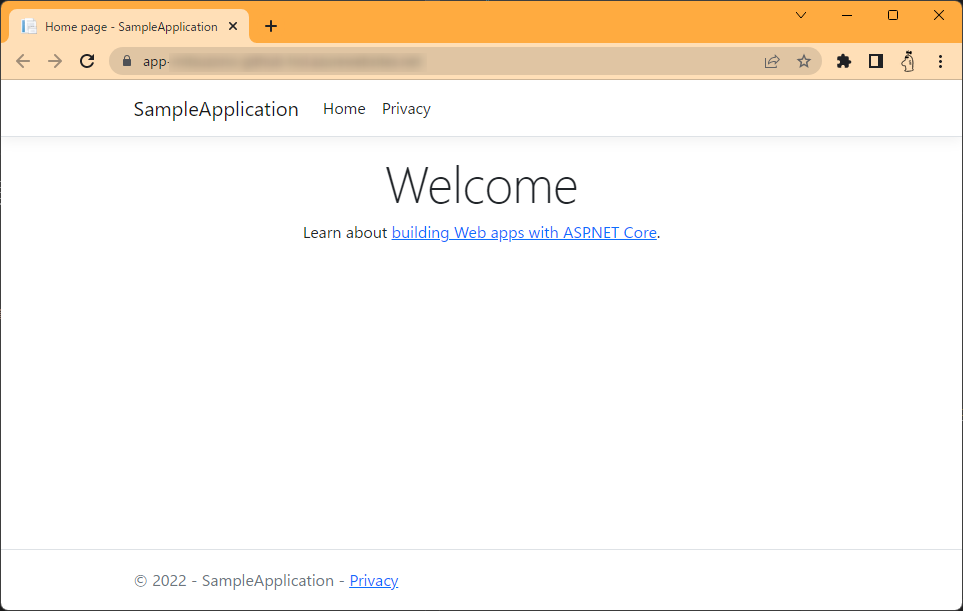 Home page - SampleApplication
app-
SampleApplication Home Privacy
Welcome
Learn about building Web apps with ASP.NET Core.
© 2022 - SampleApplication - Privacy